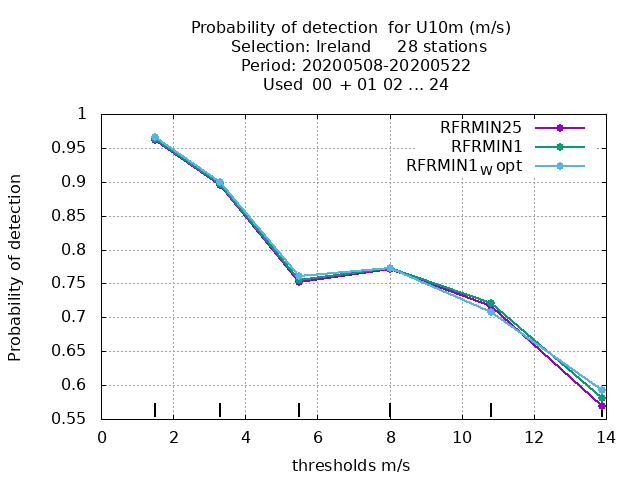 Probability of detection for U10m (m/s)
Selection: Ireland 28 stations
Period: 20200508-20200522
Used 00 + 01 02 ... 24
RFRMIN25
RFRMIN1
RFRMIN1W opt
Probability of detection
1
0.95
0.9
0.85
0.8
0.75
0.7
0.65
0.6
0.55
0 2 4 6 8 10 12 14
thresholds m/s